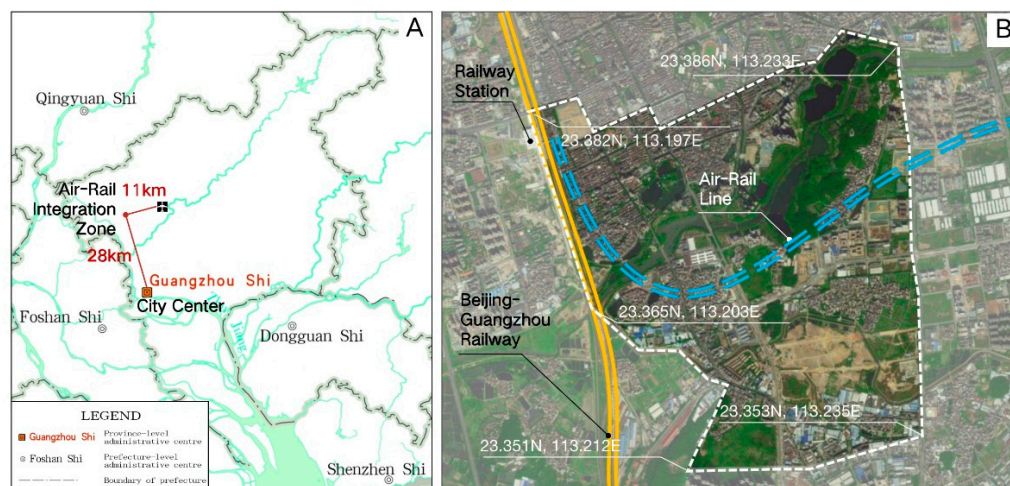 A
Qingyuan Shi
Air-Rail
Integration
Zone
11km
28km
Guangzhou Shi
City Center
Foshan Shi
Jiang
Dongguan Shi
Shenzhen Shi
LEGEND
Guangzhou Shi
Province-level
administrative centre
Foshan Shi
Prefecture-level
administrative centre
Boundary of prefecture
B
Railway
Station
23.386N, 113.233E
23.382N, 113.197E
Air-Rail
Line
Beijing-
Guangzhou
Railway
23.365N, 113.203E
23.353N, 113.235E
23.351N, 113.212E